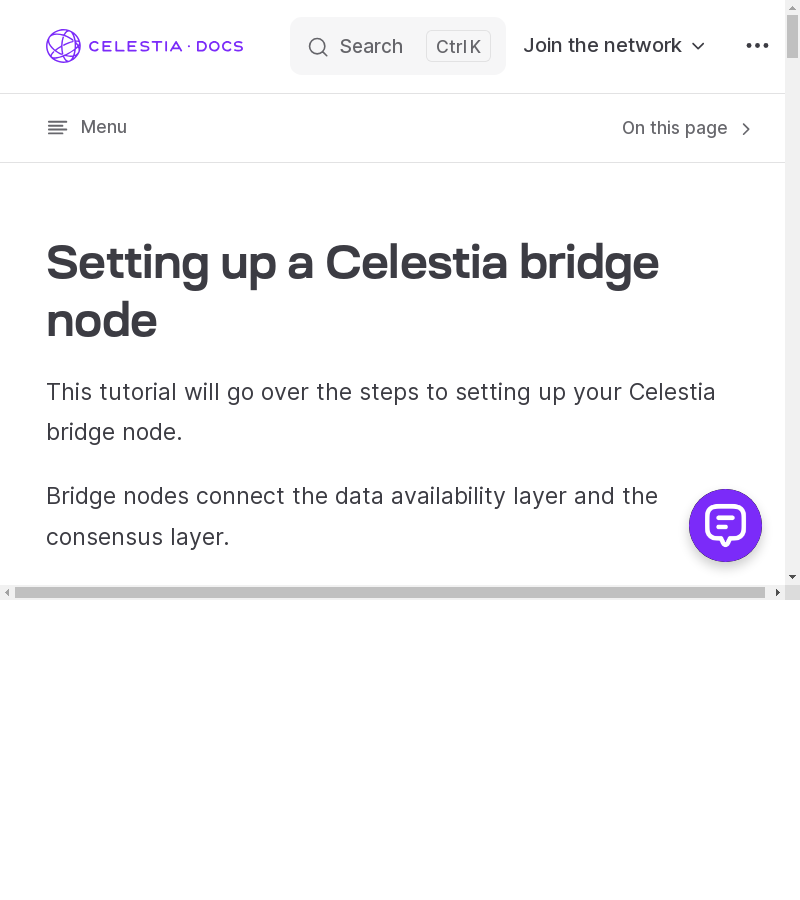 CELESTIA · DOCS
Search
Ctrl K
Join the network
Menu
On this page
Setting up a Celestia bridge
node
This tutorial will go over the steps to setting up your Celestia
bridge node.
Bridge nodes connect the data availability layer and the
consensus layer.